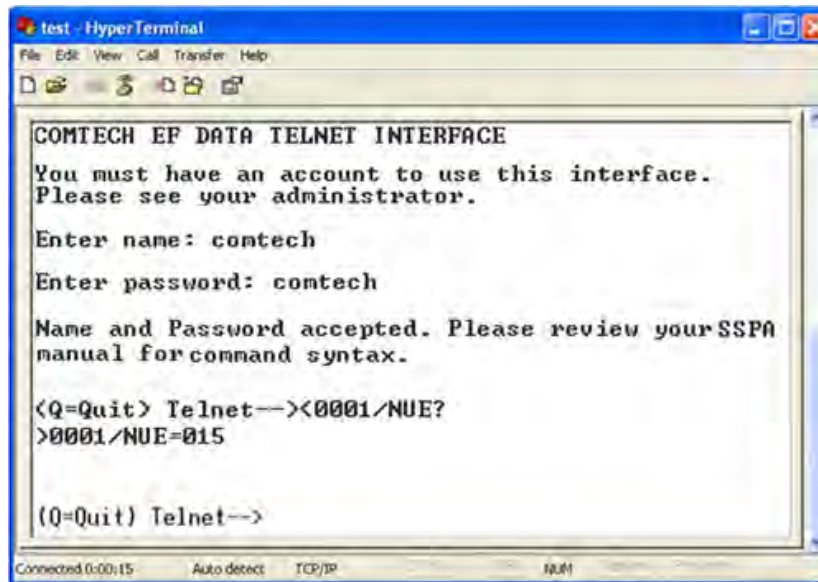 test - HyperTerminal
File Edit View Call Transfer Help
COMTECH EF DATA TELNET INTERFACE
You must have an account to use this interface.
Please see your administrator.
Enter name: comtech
Enter password: comtech
Name and Password accepted. Please review your SSPA
manual for command syntax.
<Q=Quit> Telnet--><0001/NUE?
>0001/NUE=015
(Q=Quit) Telnet-->
Connected 0:00:15 Auto detect TCP/IP NUM